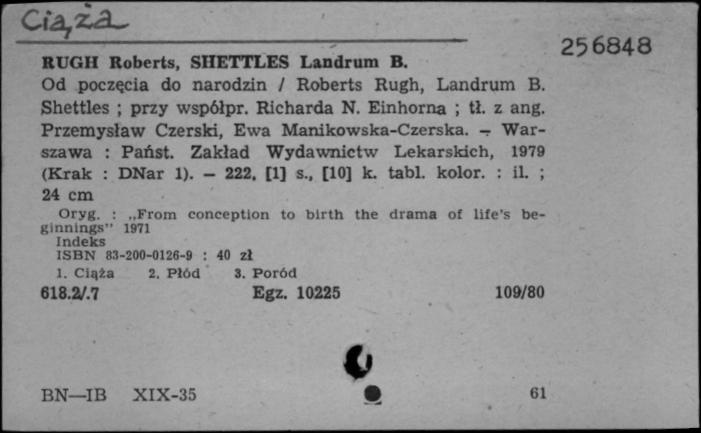 Ciąża
256848
RUGH Roberts, SHETTLES Landrum B.
Od poczęcia do narodzin / Roberts Rugh, Landrum B.
Shettles ; przy współpr. Richarda N. Einhorna ; tł. z ang.
Przemysław Czerski, Ewa Manikowska-Czerska. — War-
szawa : Państ. Zakład Wydawnictw Lekarskich, 1979
(Krak : DNar 1). — 222, [1] s., [10] k. tabl. kolor. : il. ;
24 cm
Oryg. : „From conception to birth the drama of life's be-
ginnings" 1971
Indeks
ISBN 83-200-0126-9 : 40 zł
1. Ciąża 2. Płód 3. Poród
618.2/.7 Egz. 10225 109/80
BN—IB XIX-35 61